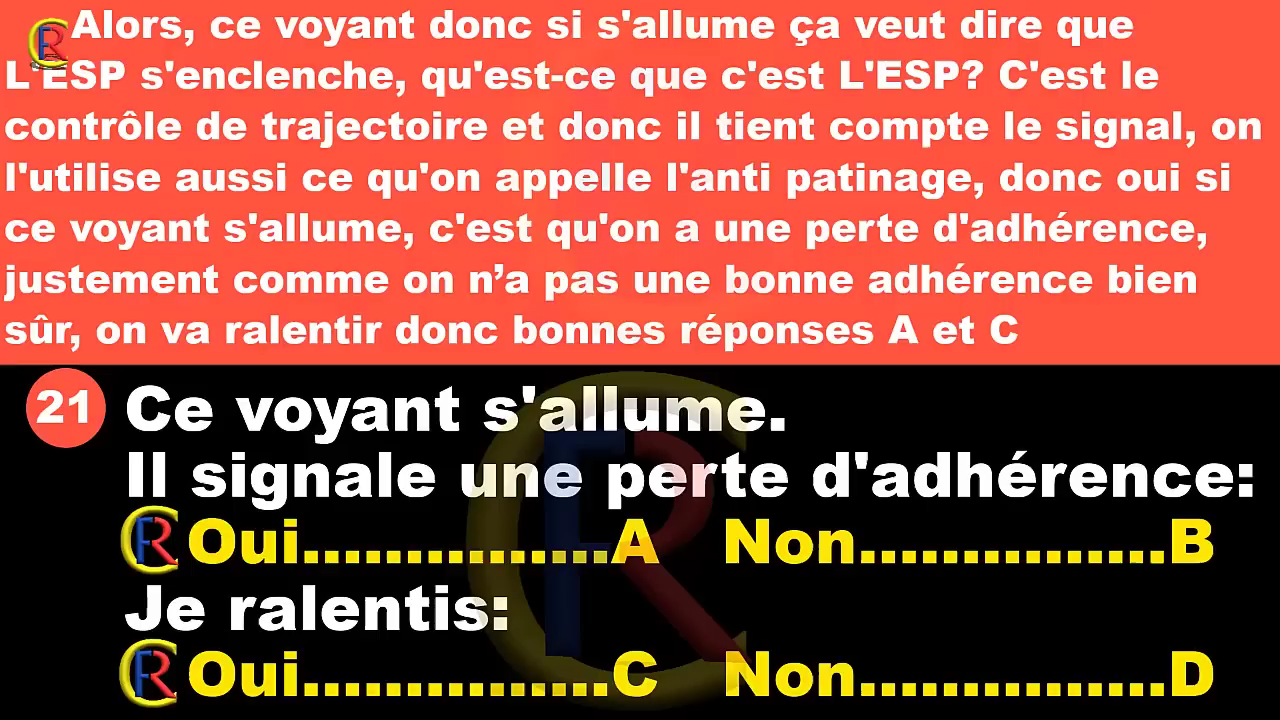 Alors, ce voyant donc si s'allume ça veut dire que
L'ESP s'enclenche, qu'est-ce que c'est L'ESP? C'est le
contrôle de trajectoire et donc il tient compte le signal, on
l'utilise aussi ce qu'on appelle l'anti patinage, donc oui si
ce voyant s'allume, c'est qu'on a une perte d'adhérence,
justement comme on n’a pas une bonne adhérence bien
sûr, on va ralentir donc bonnes réponses A et C
21 Ce voyant s'allume.
Il signale une perte d'adhérence:
Oui...............A Non...............B
Je ralentis:
Oui...............C Non...............D